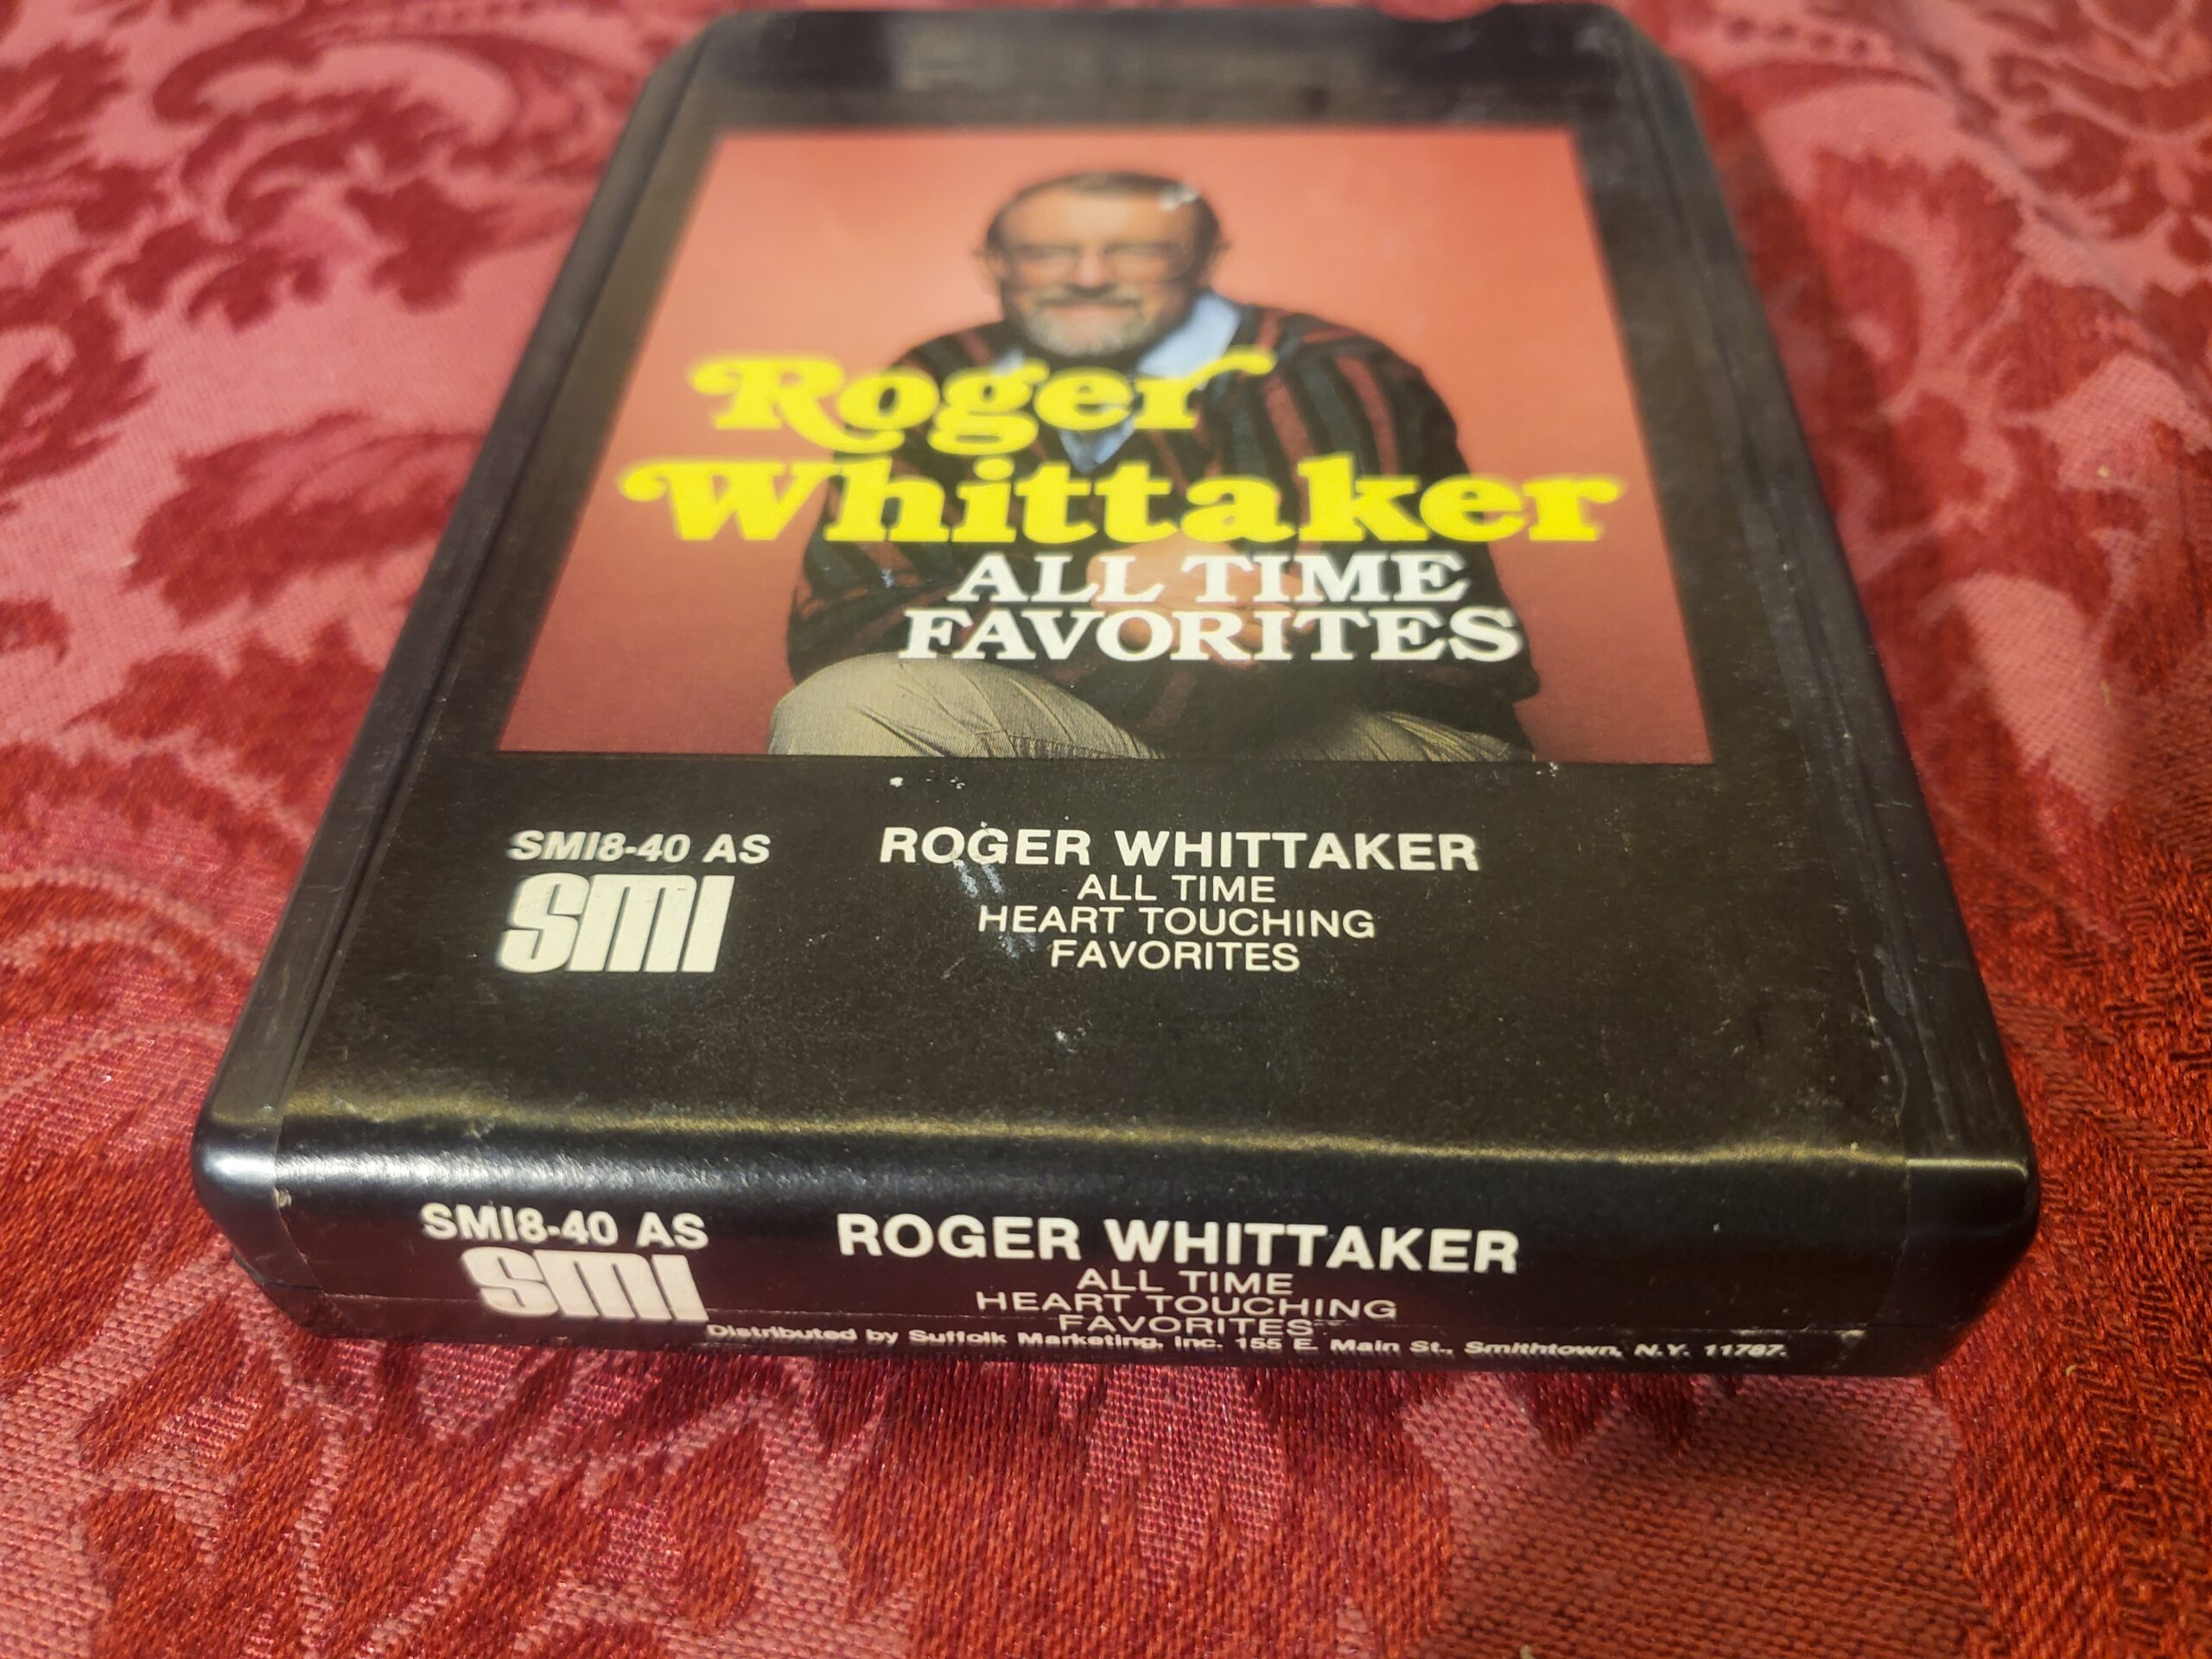 Roger
Whittaker
ALL TIME
FAVORITES
SMI8-40 AS
SMI
ROGER WHITTAKER
ALL TIME
HEART TOUCHING
FAVORITES
SMI8-40 AS
SMI
ROGER WHITTAKER
ALL TIME
HEART TOUCHING
FAVORITES
Distributed by Suffolk Marketing, Inc. 155 E. Main St., Smithtown, N.Y. 11787.